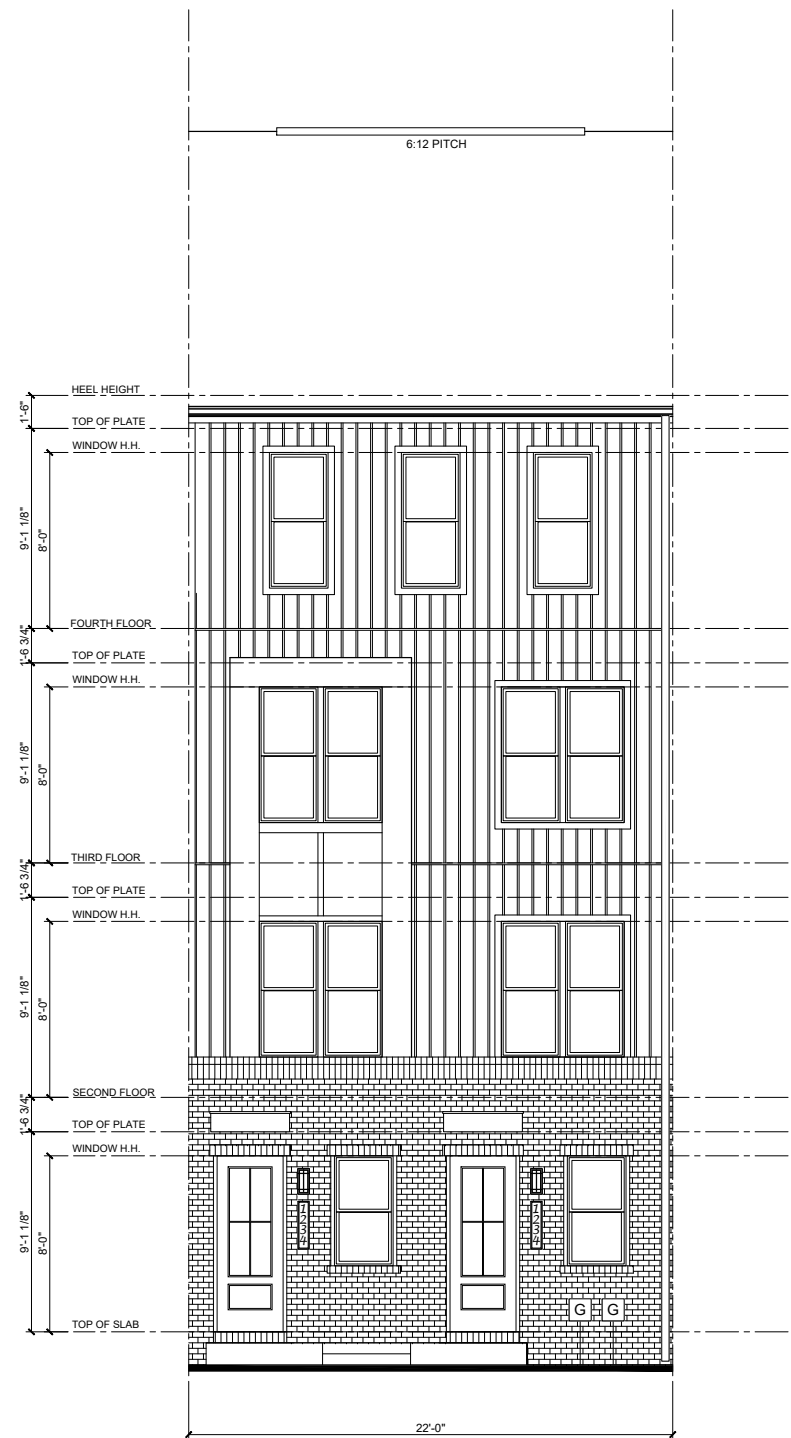 6:12 PITCH
HEEL HEIGHT
1'-6"
TOP OF PLATE
WINDOW H.H.
9'-1 1/8"
8'-0"
FOURTH FLOOR
1'-6 3/4"
TOP OF PLATE
WINDOW H.H.
9'-1 1/8"
8'-0"
THIRD FLOOR
1'-6 3/4"
TOP OF PLATE
WINDOW H.H.
9'-1 1/8"
8'-0"
SECOND FLOOR
1'-6 3/4"
TOP OF PLATE
WINDOW H.H.
9'-1 1/8"
8'-0"
1234
1234
G G
TOP OF SLAB
22'-0"